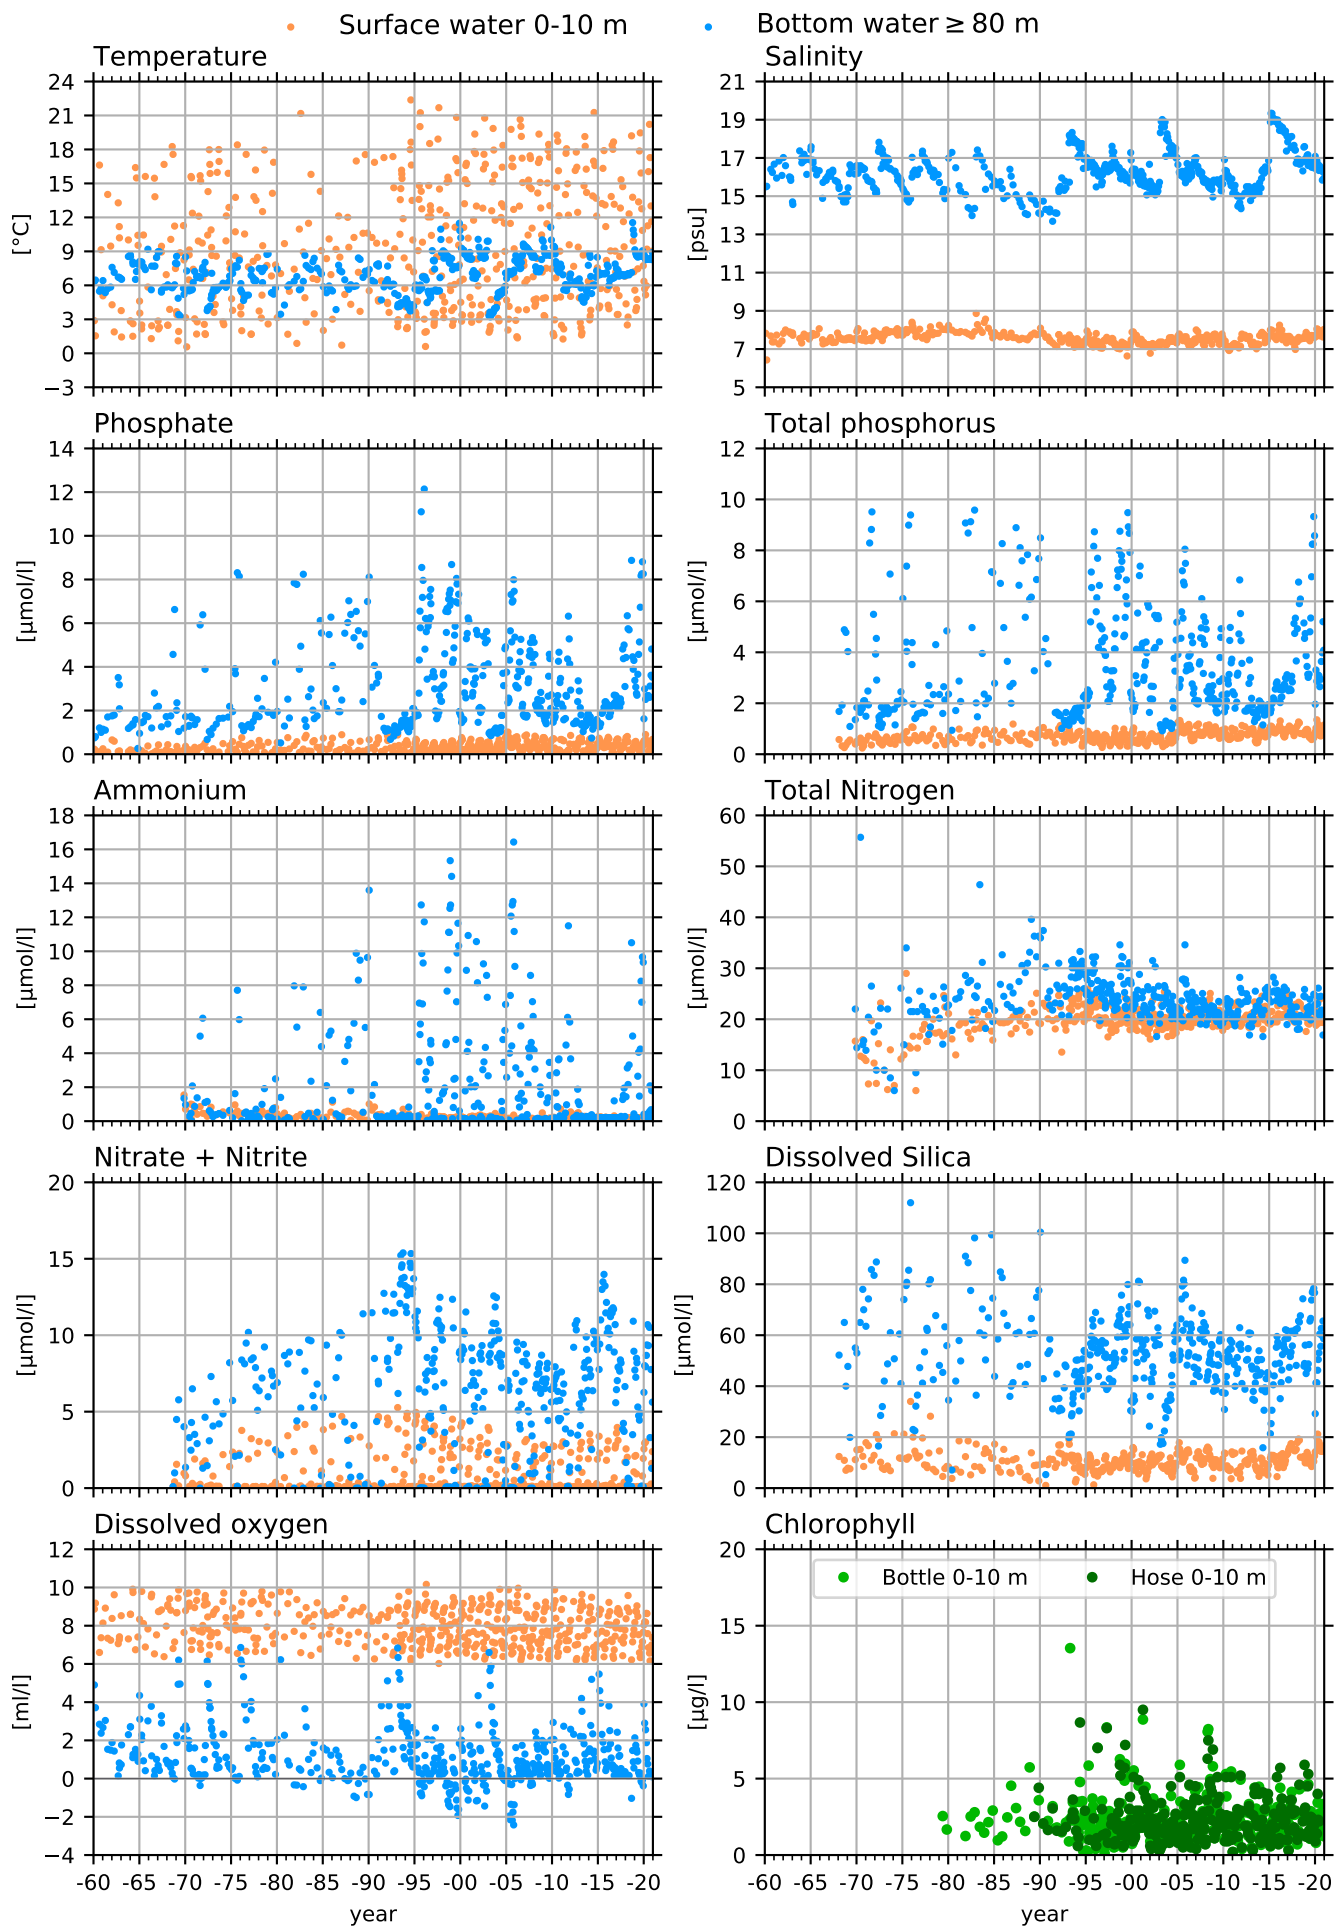 Surface water 0-10 m
Bottom water ≥ 80 m
Temperature
24
21
18
15
12
9
6
3
0
−3
[°C]
Salinity
21
19
17
15
13
11
9
7
5
[psu]
Phosphate
14
12
10
8
6
4
2
0
[µmol/l]
Total phosphorus
12
10
8
6
4
2
0
[µmol/l]
Ammonium
18
16
14
12
10
8
6
4
2
0
[µmol/l]
Total Nitrogen
60
50
40
30
20
10
0
[µmol/l]
Nitrate + Nitrite
20
15
10
5
0
[µmol/l]
Dissolved Silica
120
100
80
60
40
20
0
[µmol/l]
Dissolved oxygen
12
10
8
6
4
2
0
−2
−4
[ml/l]
-60 -65 -70 -75 -80 -85 -90 -95 -00 -05 -10 -15 -20
year
Chlorophyll
Bottle 0-10 m
Hose 0-10 m
20
15
10
5
0
[µg/l]
-60 -65 -70 -75 -80 -85 -90 -95 -00 -05 -10 -15 -20
year